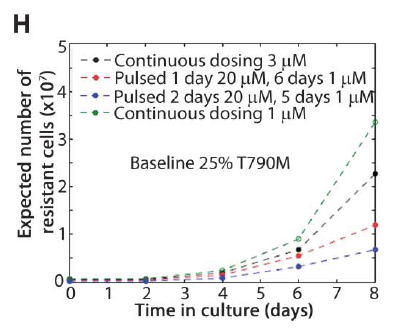 H
Expected number of
resistant cells (x10⁷)
5
4
3
2
1
0
Continuous dosing 3 μM
Pulsed 1 day 20 μM, 6 days 1 μM
Pulsed 2 days 20 μM, 5 days 1 μM
Continuous dosing 1 μM
Baseline 25% T790M
0 1 2 3 4 5 6 7 8
Time in culture (days)